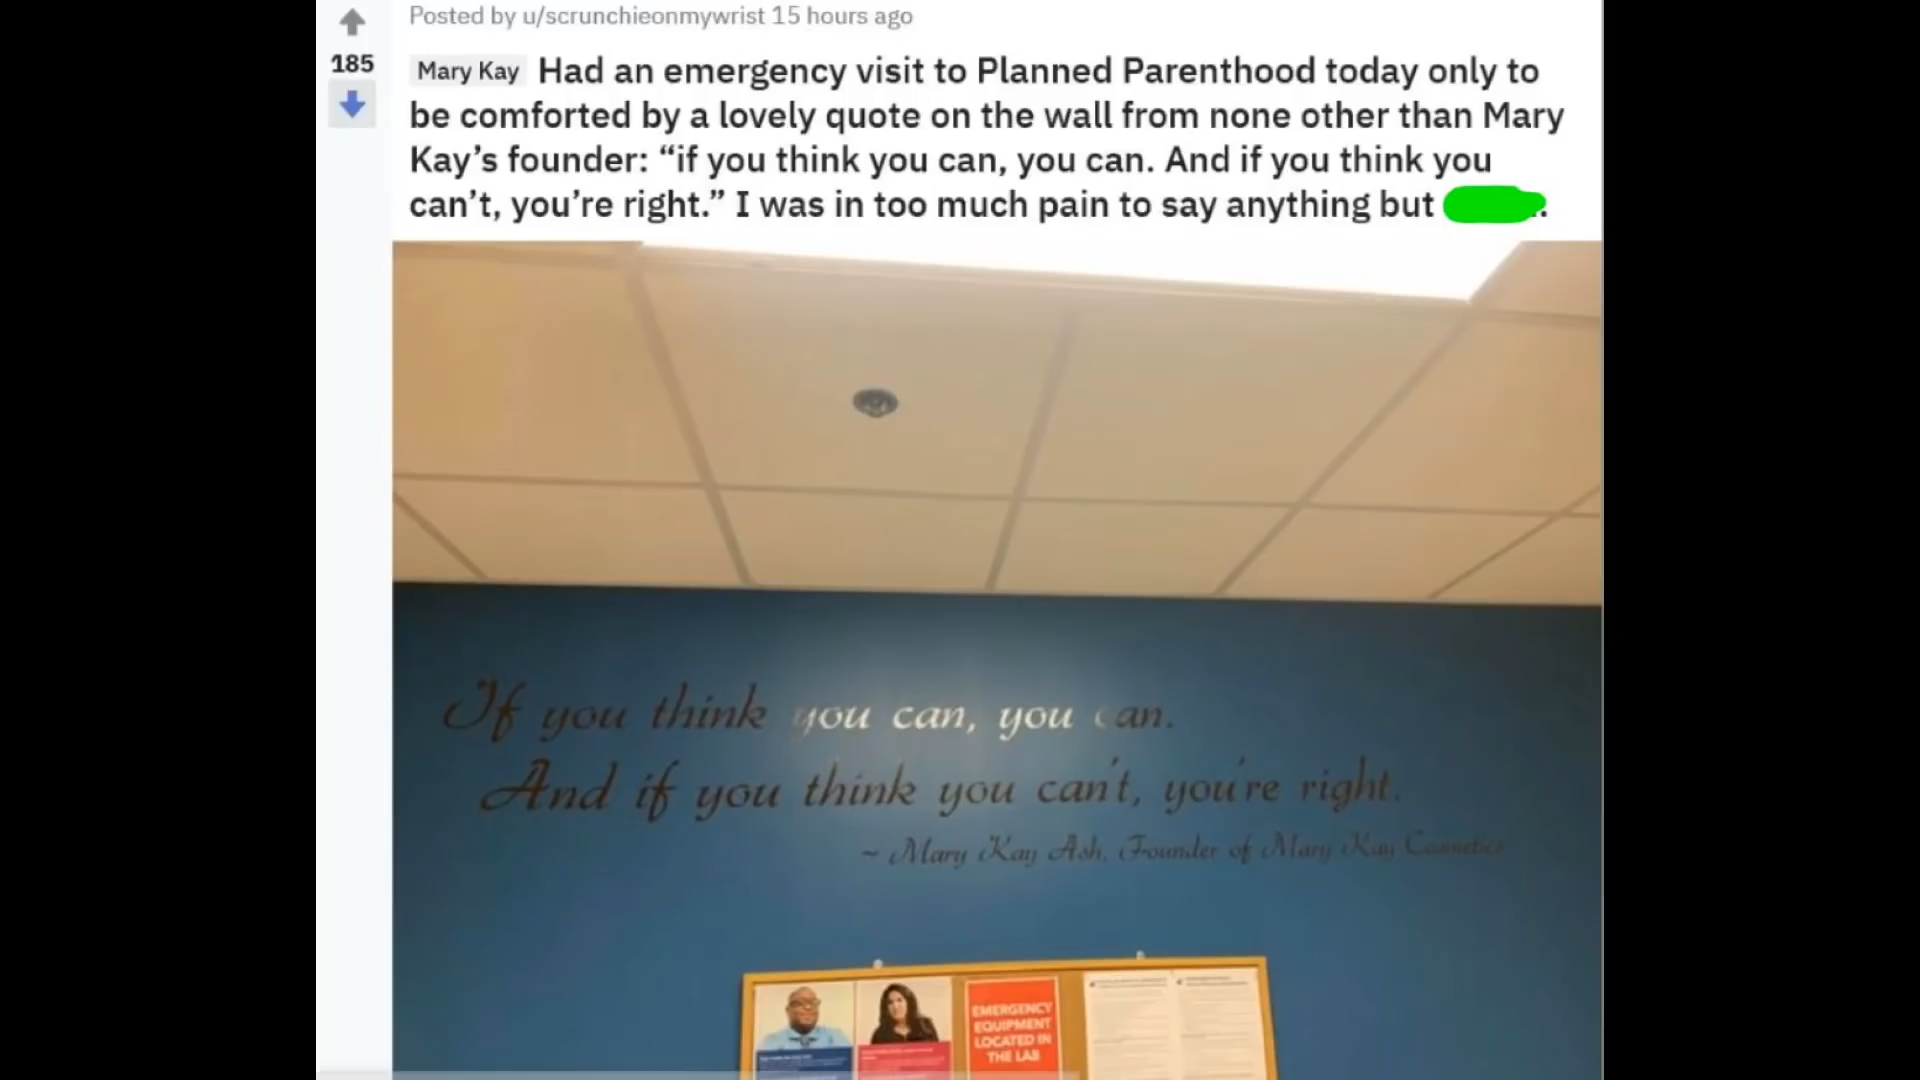 Posted by u/scrunchieonmywrist 15 hours ago
185
Mary Kay Had an emergency visit to Planned Parenthood today only to
be comforted by a lovely quote on the wall from none other than Mary
Kay's founder: “if you think you can, you can. And if you think you
can't, you're right.” I was in too much pain to say anything but
If you think you can, you can.
And if you think you can't, you're right.
~ Mary Kay Ash, Founder of Mary Kay Cosmetics
EMERGENCY
EQUIPMENT
LOCATED IN
THE LAB